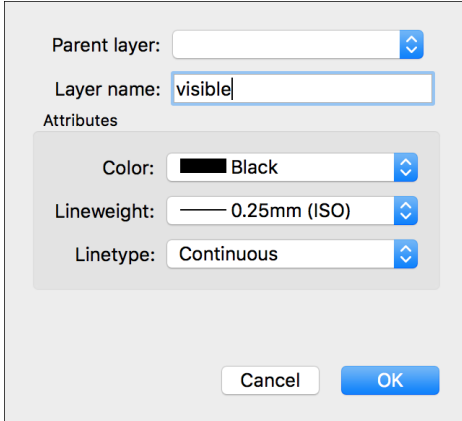 Parent layer:
Layer name: visible
Attributes
Color: Black
Lineweight: 0.25mm (ISO)
Linetype: Continuous
Cancel OK